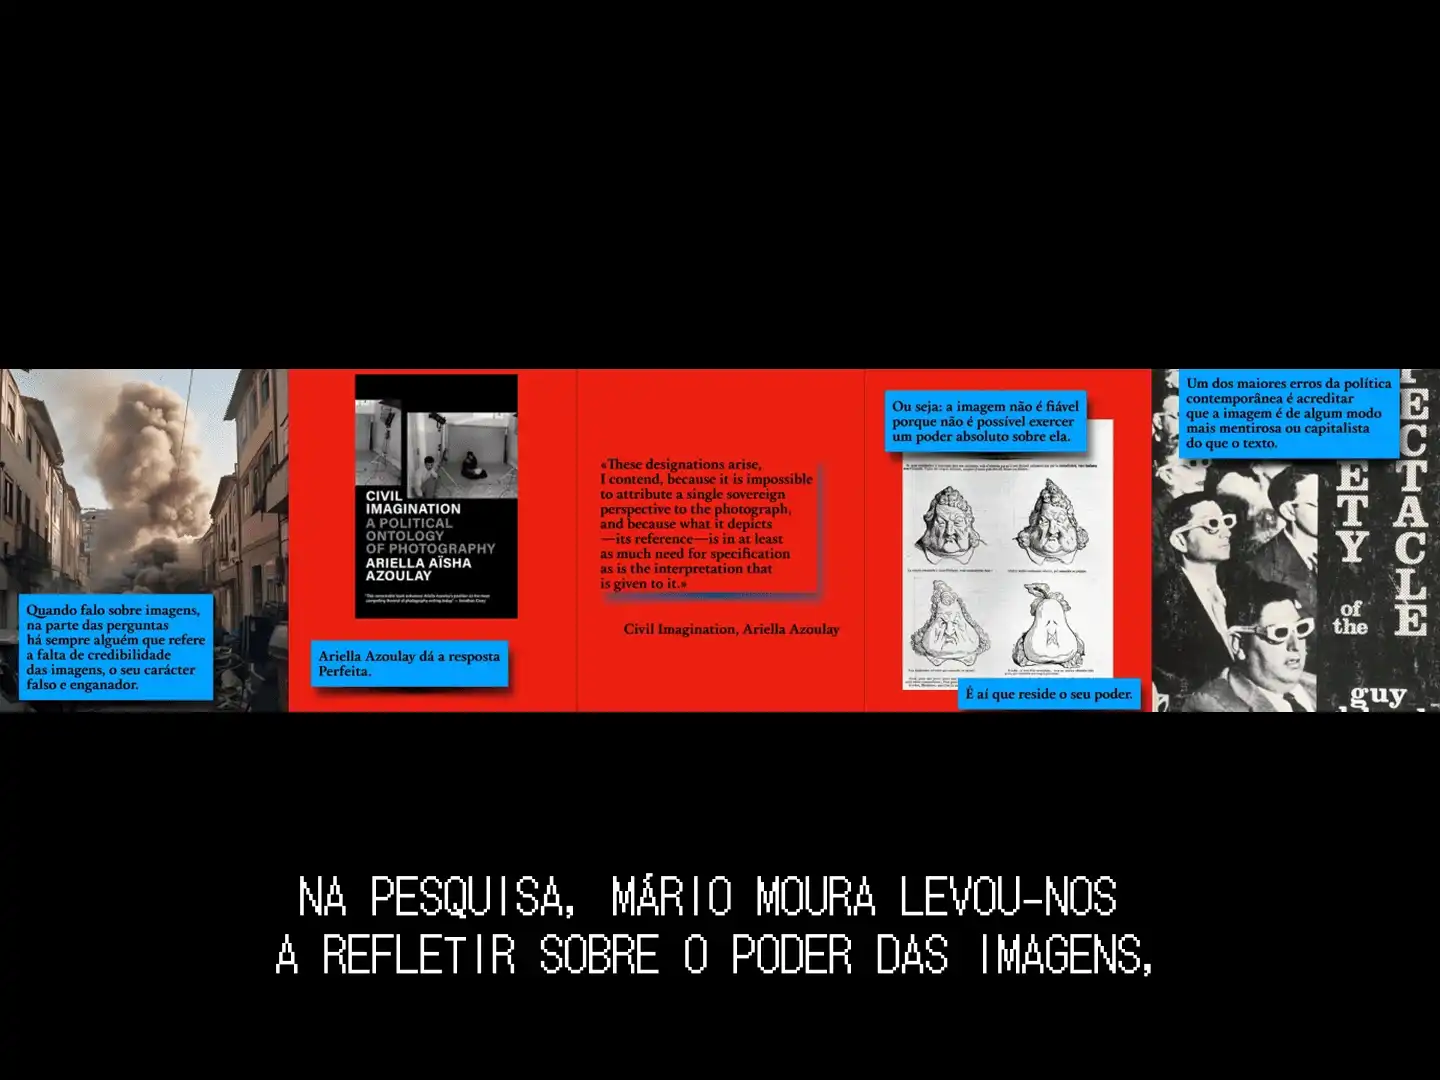 Quando falo sobre imagens,
na parte das perguntas
há sempre alguém que refere
a falta de credibilidade
das imagens, o seu carácter
falso e enganador.
CIVIL
IMAGINATION
A POLITICAL
ONTOLOGY
OF PHOTOGRAPHY
ARIELLA AÏSHA
AZOULAY
Ariella Azoulay dá a resposta
Perfeita.
«These designations arise,
I contend, because it is impossible
to attribute a single sovereign
perspective to the photograph,
and because what it depicts
—its reference—is in at least
as much need for specification
as is the interpretation that
is given to it.»
Civil Imagination, Ariella Azoulay
Ou seja: a imagem não é fiável
porque não é possível exercer
um poder absoluto sobre ela.
É aí que reside o seu poder.
Um dos maiores erros da política
contemporânea é acreditar
que a imagem é de algum modo
mais mentirosa ou capitalista
do que o texto.
ETY
of
the
ECTACLE
guy
NA PESQUISA, MÁRIO MOURA LEVOU-NOS
A REFLETIR SOBRE O PODER DAS IMAGENS,